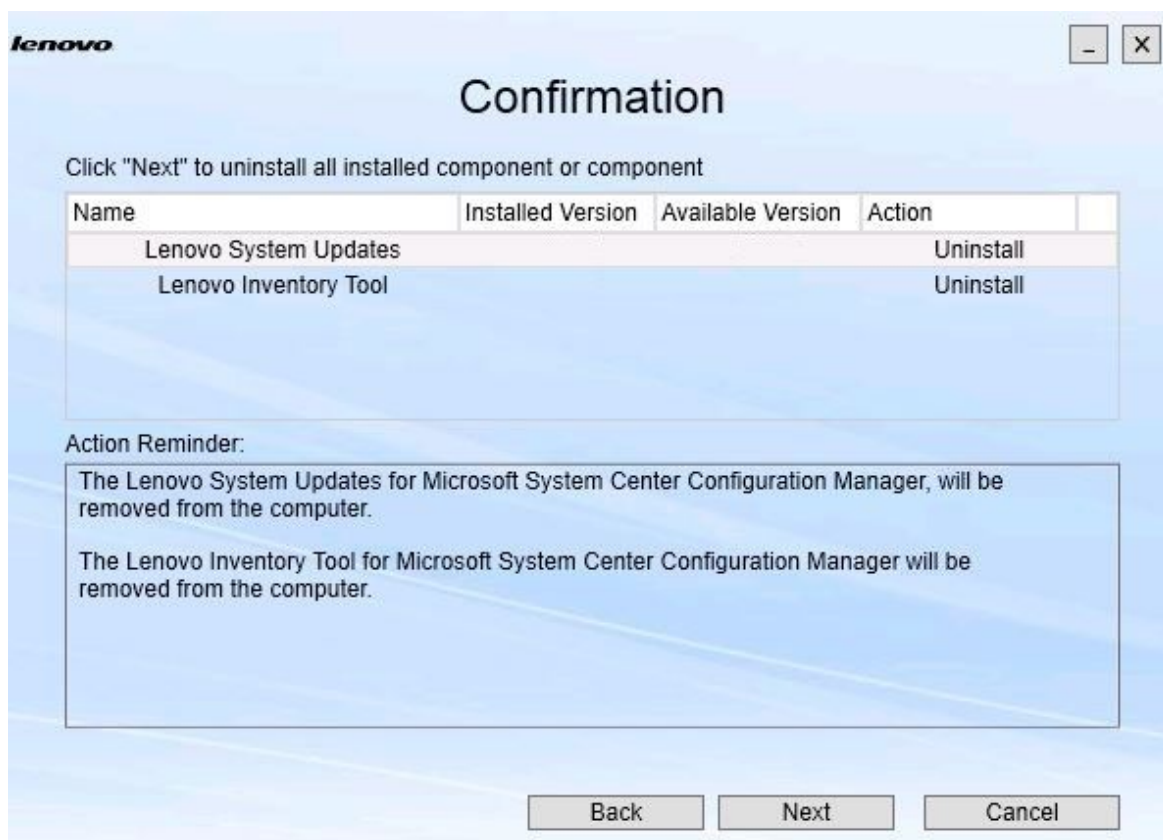 lenovo
Confirmation
Click "Next" to uninstall all installed component or component
Name Installed Version Available Version Action
Lenovo System Updates Uninstall
Lenovo Inventory Tool Uninstall
Action Reminder:
The Lenovo System Updates for Microsoft System Center Configuration Manager, will be
removed from the computer.
The Lenovo Inventory Tool for Microsoft System Center Configuration Manager will be
removed from the computer.
Back Next Cancel